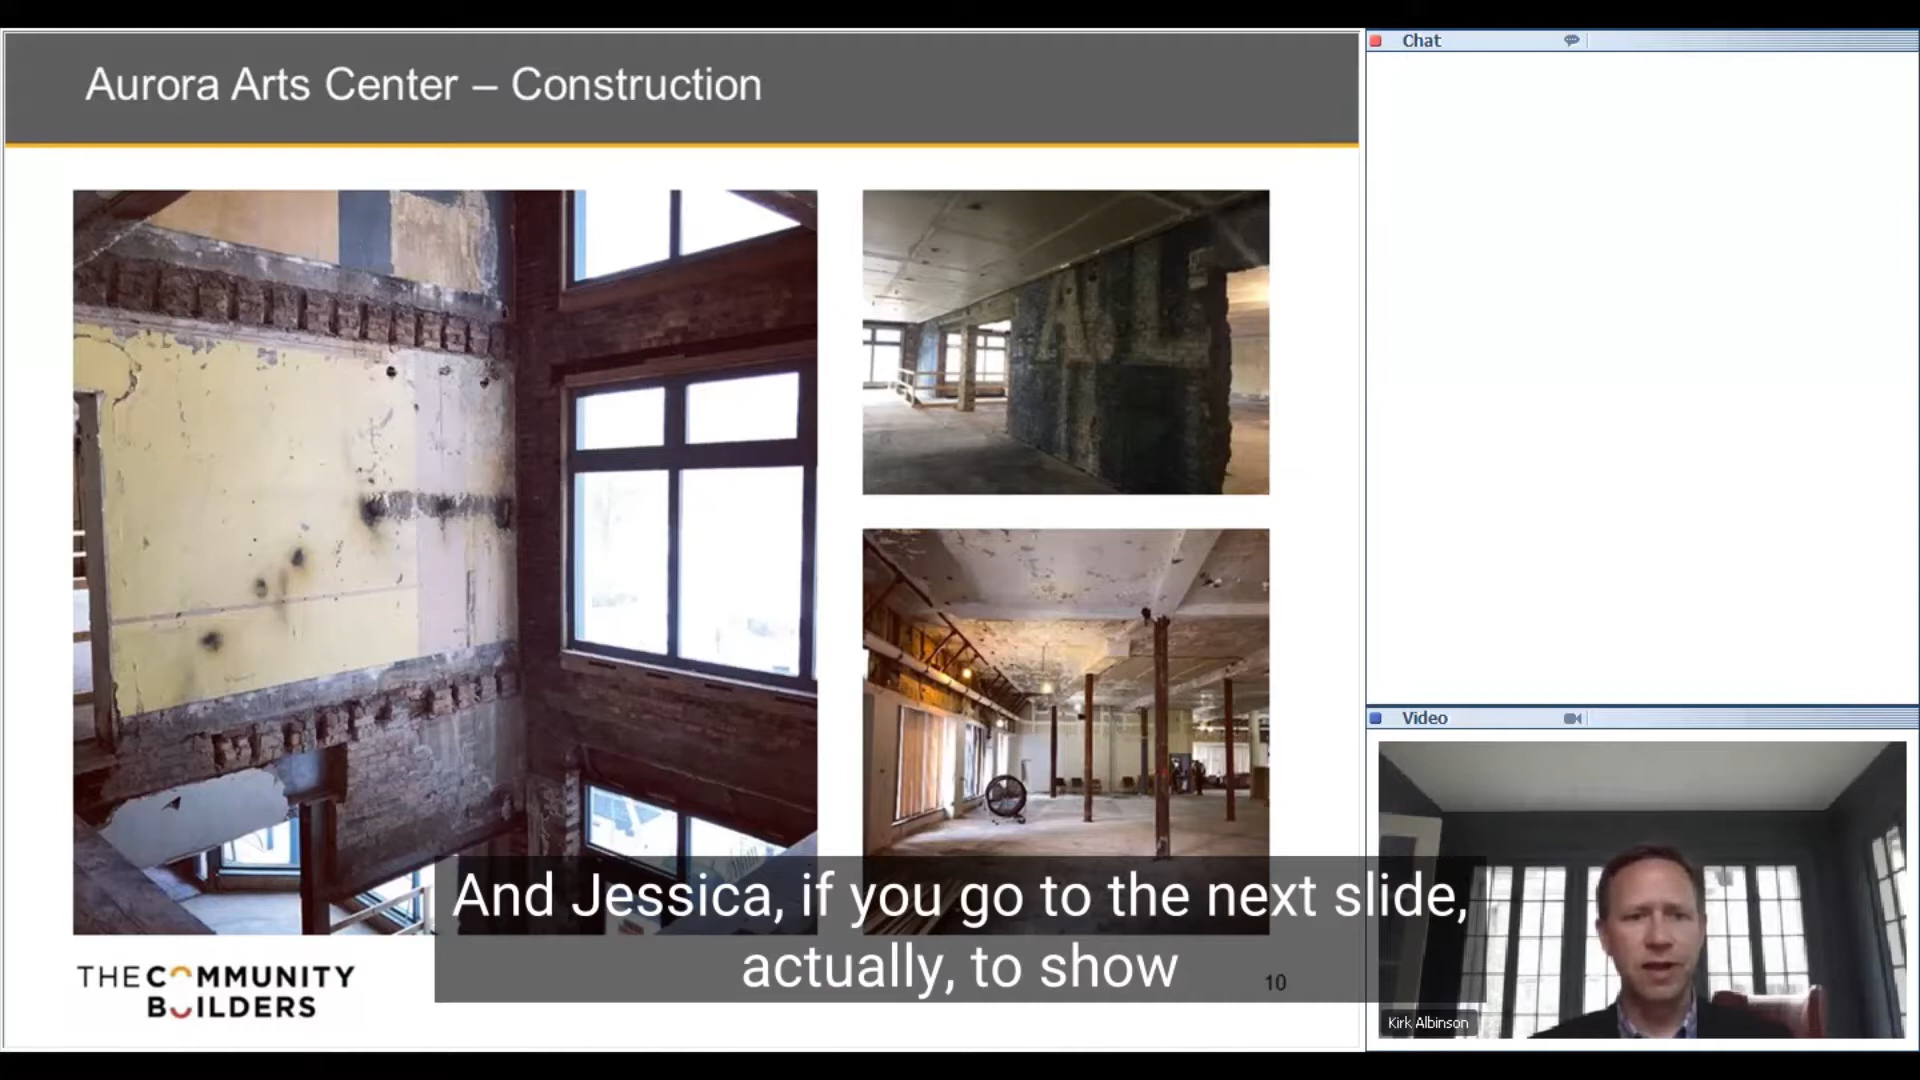 Aurora Arts Center – Construction
Chat
ALL
Video
And Jessica, if you go to the next slide,
actually, to show
THE COMMUNITY
BUILDERS
10
Kirk Albinson